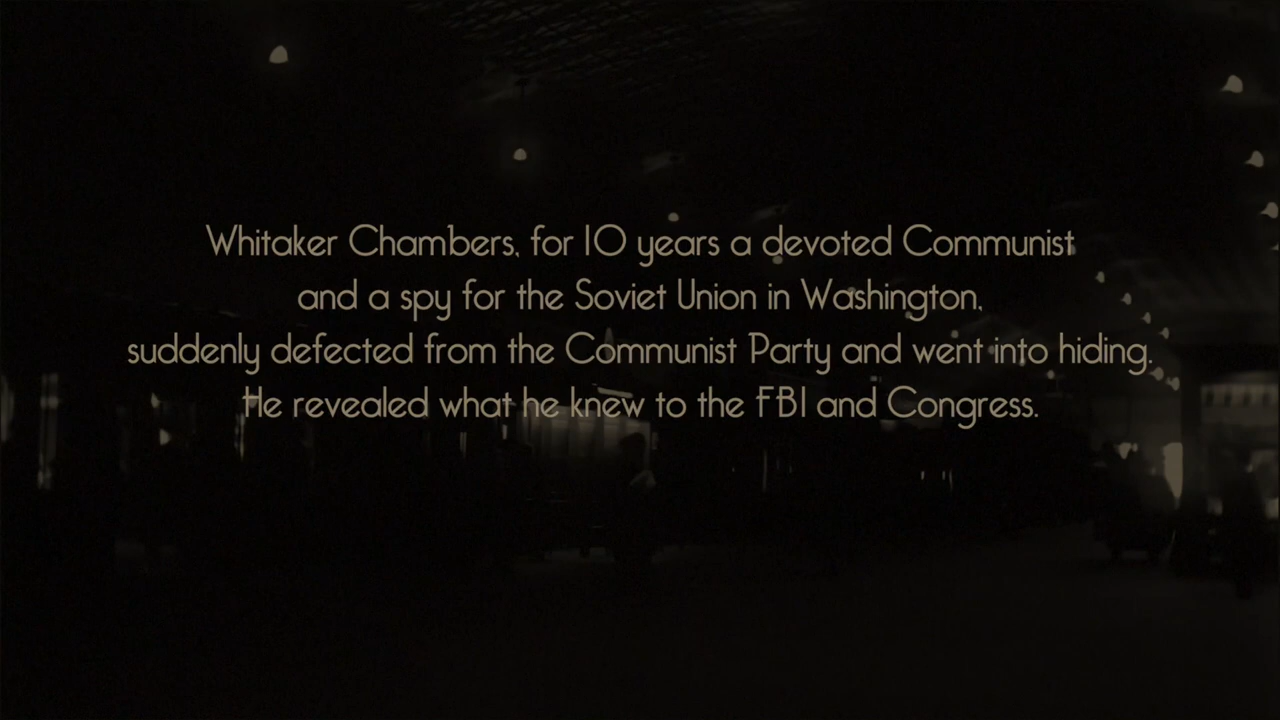 Whitaker Chambers, for 10 years a devoted Communist
and a spy for the Soviet Union in Washington,
suddenly defected from the Communist Party and went into hiding.
He revealed what he knew to the FBI and Congress.